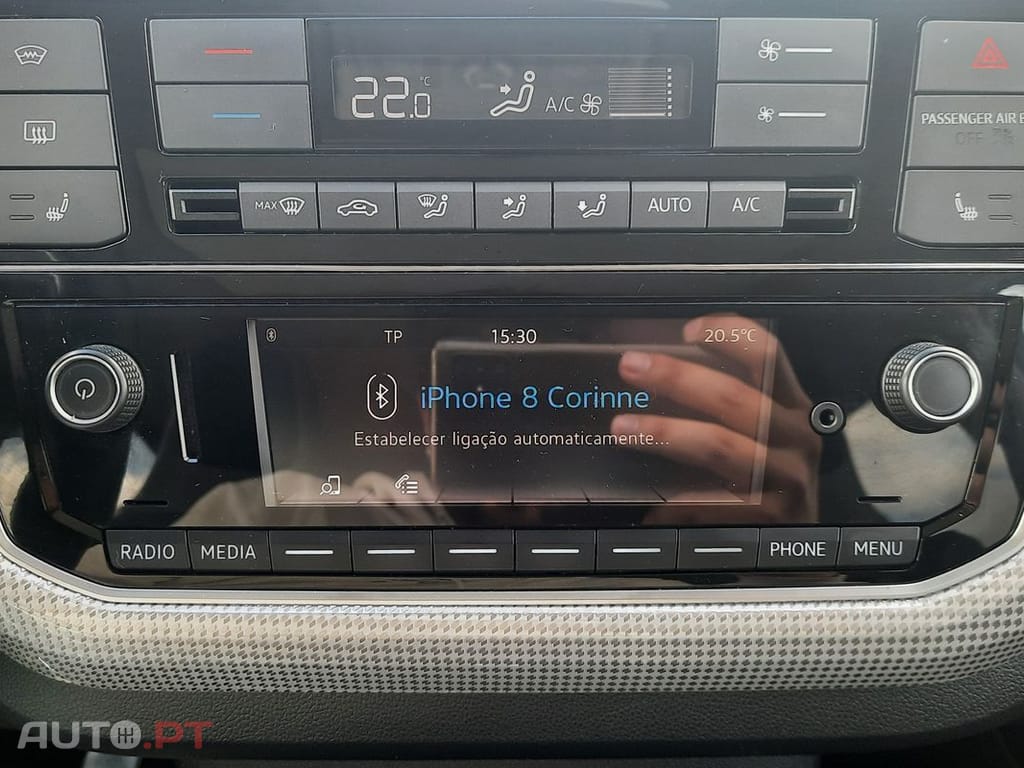 22.0 °C A/C
PASSENGER AIR
OFF
MAX AUTO A/C
TP 15:30 20.5°C
iPhone 8 Corinne
Estabelecer ligação automaticamente...
RADIO MEDIA PHONE MENU
AUTO.PT